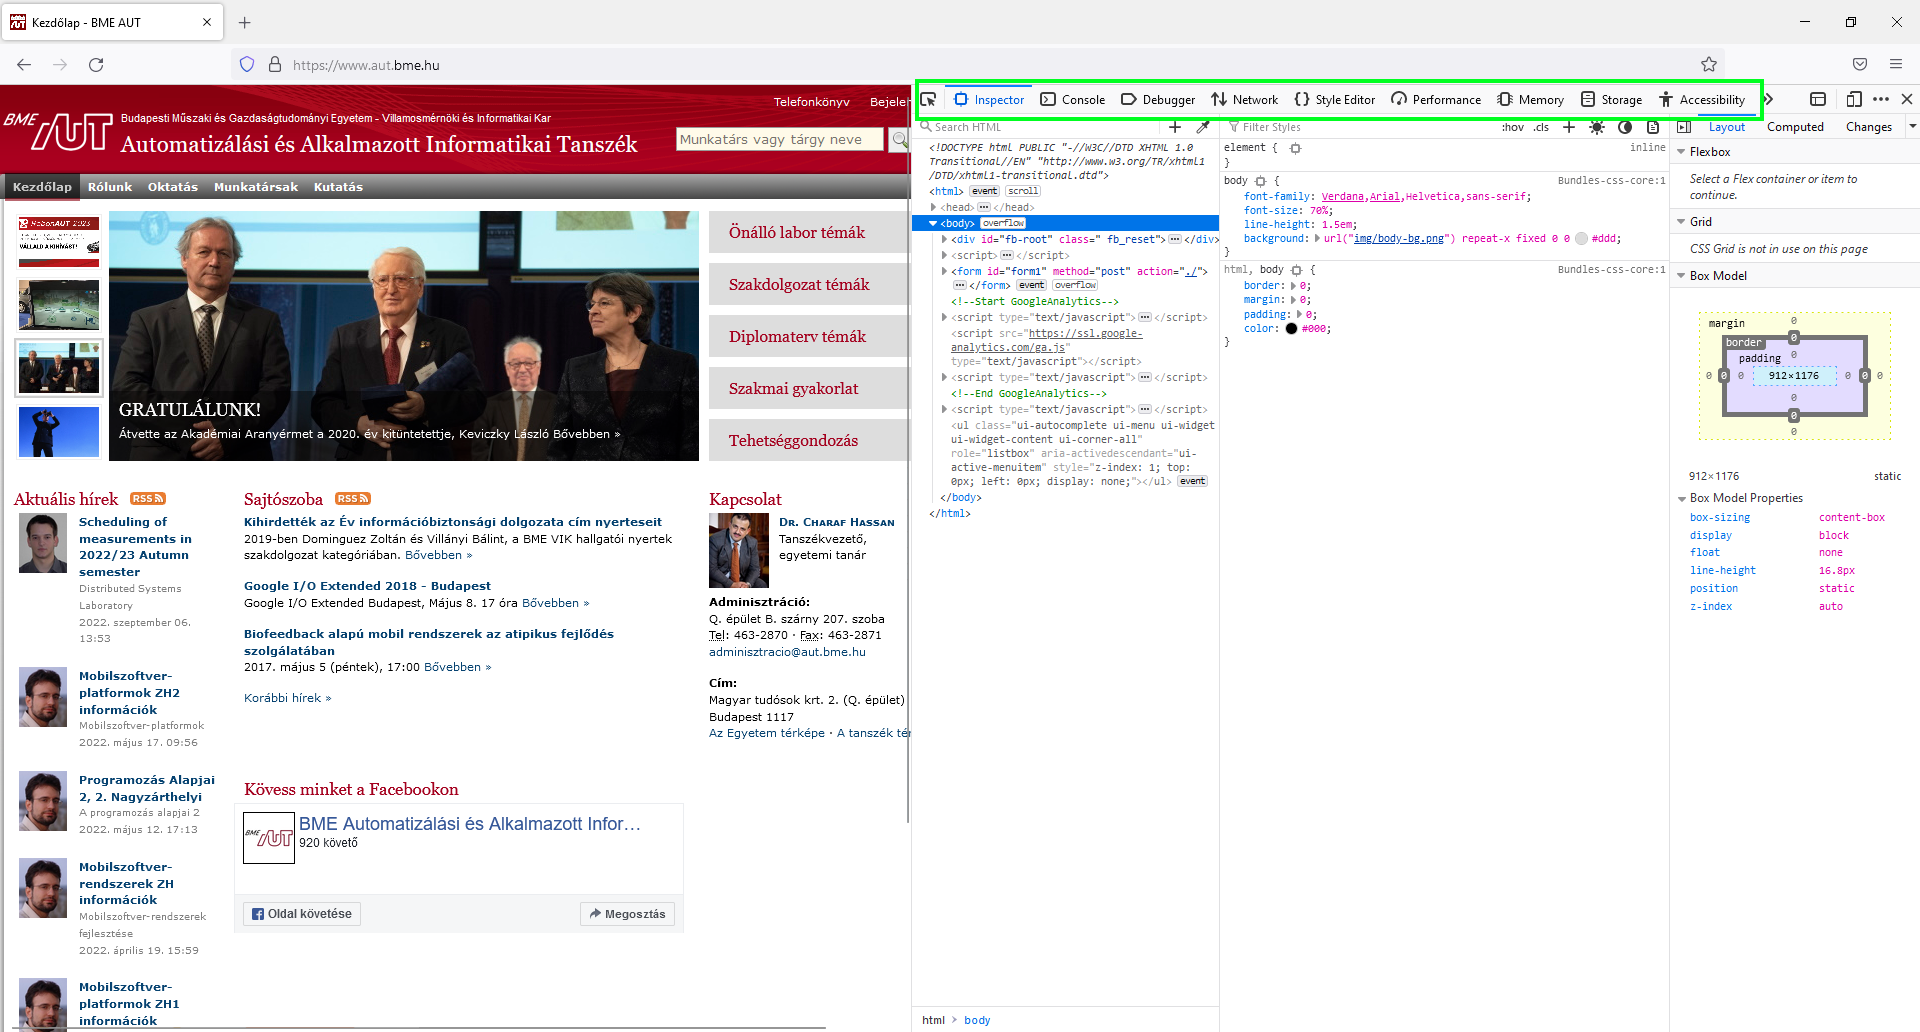 Kezdőlap - BME AUT
https://www.aut.bme.hu
Telefonkönyv Bejele
Budapesti Műszaki és Gazdaságtudományi Egyetem - Villamosmérnöki és Informatikai Kar
BME AUT
Automatizálási és Alkalmazott Informatikai Tanszék
Munkatárs vagy tárgy neve
Kezdőlap Rólunk Oktatás Munkatársak Kutatás
ROBONAUT 2023
VÁLLALD A KIHÍVÁST!
GRATULÁLUNK!
Átvette az Akadémiai Aranyérmet a 2020. év kitüntetettje, Keviczky László Bővebben »
Önálló labor témák
Szakdolgozat témák
Diplomaterv témák
Szakmai gyakorlat
Tehetséggondozás
Aktuális hírek RSS
Scheduling of
measurements in
2022/23 Autumn
semester
Distributed Systems
Laboratory
2022. szeptember 06.
13:53
Mobilszoftver-
platformok ZH2
információk
Mobilszoftver-platformok
2022. május 17. 09:56
Programozás Alapjai
2, 2. Nagyzárthelyi
A programozás alapjai 2
2022. május 12. 17:13
Mobilszoftver-
rendszerek ZH
információk
Mobilszoftver-rendszerek
fejlesztése
2022. április 19. 15:59
Mobilszoftver-
platformok ZH1
információk
Sajtószoba RSS
Kihirdették az Év információbiztonsági dolgozata cím nyerteseit
2019-ben Dominguez Zoltán és Villányi Bálint, a BME VIK hallgatói nyertek
szakdolgozat kategóriában. Bővebben »
Google I/O Extended 2018 - Budapest
Google I/O Extended Budapest, Május 8. 17 óra Bővebben »
Biofeedback alapú mobil rendszerek az atipikus fejlődés
szolgálatában
2017. május 5 (péntek), 17:00 Bővebben »
Korábbi hírek »
Kövess minket a Facebookon
BME AUT
BME Automatizálási és Alkalmazott Infor…
920 követő
Oldal követése Megosztás
Kapcsolat
Dr. Charaf Hassan
Tanszékvezető,
egyetemi tanár
Adminisztráció:
Q. épület B. szárny 207. szoba
Tel: 463-2870 · Fax: 463-2871
adminisztracio@aut.bme.hu
Cím:
Magyar tudósok krt. 2. (Q. épület)
Budapest 1117
Az Egyetem térképe · A tanszék tér
Inspector Console Debugger Network Style Editor Performance Memory Storage Accessibility
Search HTML
<!DOCTYPE html PUBLIC "-//W3C//DTD XHTML 1.0
Transitional//EN" "http://www.w3.org/TR/xhtml1
/DTD/xhtml1-transitional.dtd">
<html> event scroll
<head> ⋯ </head>
<body> overflow
<div id="fb-root" class=" fb_reset"> ⋯ </div>
<script> ⋯ </script>
<form id="form1" method="post" action="./">
⋯ </form> event overflow
<!--Start GoogleAnalytics-->
<script type="text/javascript"> ⋯ </script>
<script src="https://ssl.google-
analytics.com/ga.js"
type="text/javascript"></script>
<script type="text/javascript"> ⋯ </script>
<!--End GoogleAnalytics-->
<script type="text/javascript"> ⋯ </script>
<ul class="ui-autocomplete ui-menu ui-widget
ui-widget-content ui-corner-all"
role="listbox" aria-activedescendant="ui-
active-menuitem" style="z-index: 1; top:
0px; left: 0px; display: none;"></ul> event
</body>
</html>
html > body
Filter Styles :hov .cls
element { inline
}
body { Bundles-css-core:1
font-family: Verdana,Arial,Helvetica,sans-serif;
font-size: 70%;
line-height: 1.5em;
background: url("img/body-bg.png") repeat-x fixed 0 0 #ddd;
}
html, body { Bundles-css-core:1
border: 0;
margin: 0;
padding: 0;
color: #000;
}
Layout Computed Changes
Flexbox
Select a Flex container or item to
continue.
Grid
CSS Grid is not in use on this page
Box Model
margin 0
border 0
padding 0
0 0 0 912×1176 0 0 0
0
0
0
912×1176 static
Box Model Properties
box-sizing content-box
display block
float none
line-height 16.8px
position static
z-index auto